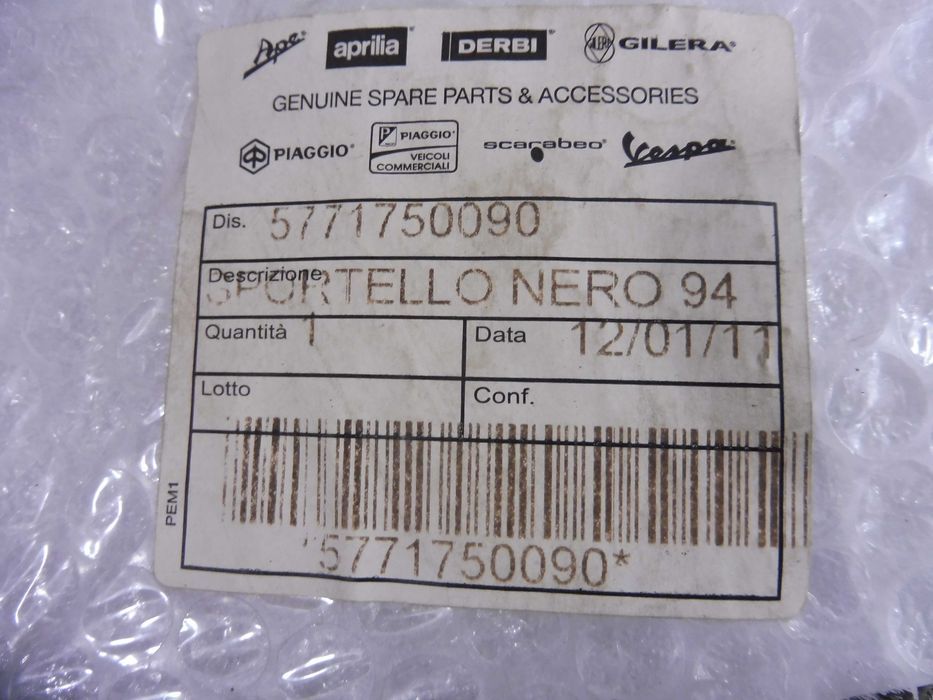 Ape
aprilia
DERBI
GILERA
GENUINE SPARE PARTS & ACCESSORIES
PIAGGIO
PIAGGIO
VEICOLI
COMMERCIALI
scarabeo
Vespa
Dis. 5771750090
Descrizione
SPORTELLO NERO 94
Quantità 1
Data 12/01/11
Lotto
Conf.
PEM1
*5771750090*